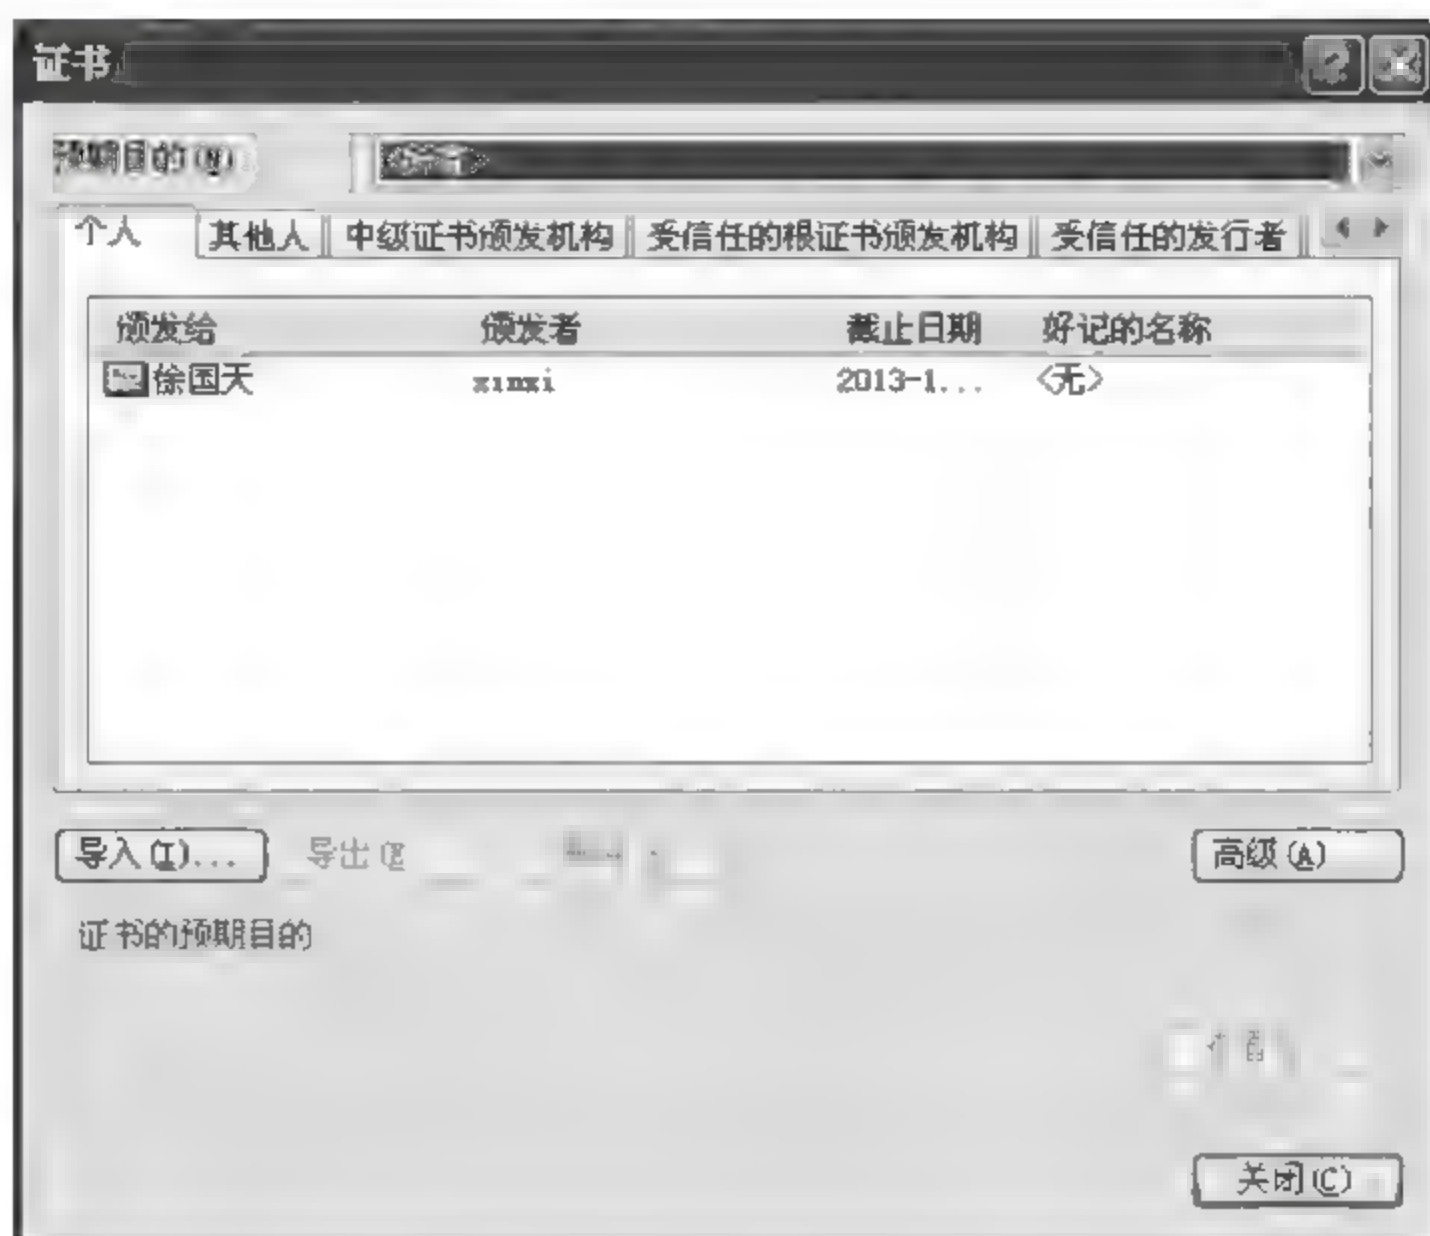 证书
预期目的(N)
<所有>
个人 其他人 中级证书颁发机构 受信任的根证书颁发机构 受信任的发行者
颁发给 颁发者 截止日期 好记的名称
徐国天 xinxi 2013-1... <无>
导入(I)... 导出(E 高级(A)
证书的预期目的
关闭(C)